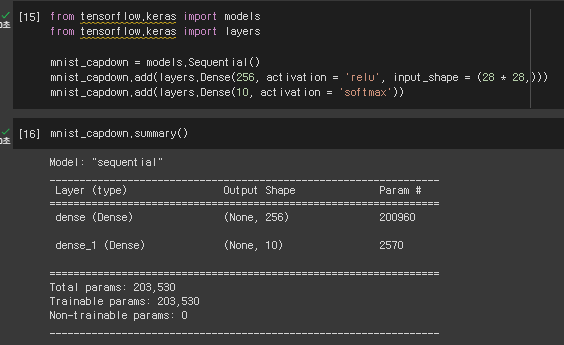 [15] from tensorflow.keras import models
from tensorflow.keras import layers
mnist_capdown = models.Sequential()
mnist_capdown.add(layers.Dense(256, activation = 'relu', input_shape = (28 * 28,)))
mnist_capdown.add(layers.Dense(10, activation = 'softmax'))
[16] mnist_capdown.summary()
Model: "sequential"
_________________________________________________________________
Layer (type) Output Shape Param #
=================================================================
dense (Dense) (None, 256) 200960
dense_1 (Dense) (None, 10) 2570
=================================================================
Total params: 203,530
Trainable params: 203,530
Non-trainable params: 0
_________________________________________________________________